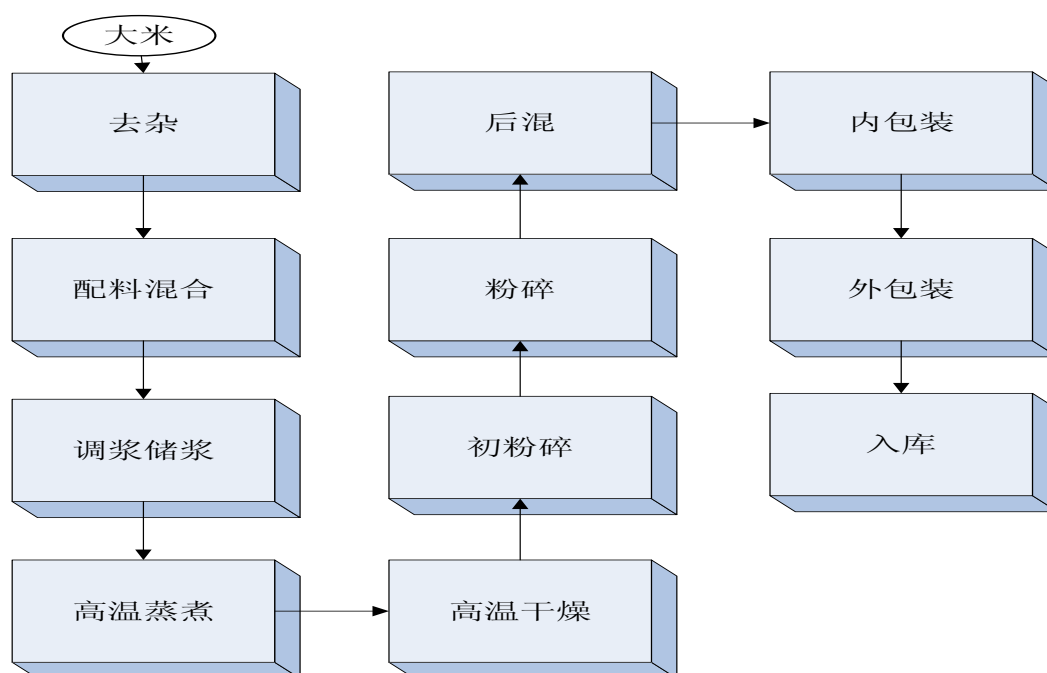 大米
去杂
配料混合
调浆储浆
高温蒸煮
高温干燥
初粉碎
粉碎
后混
内包装
外包装
入库